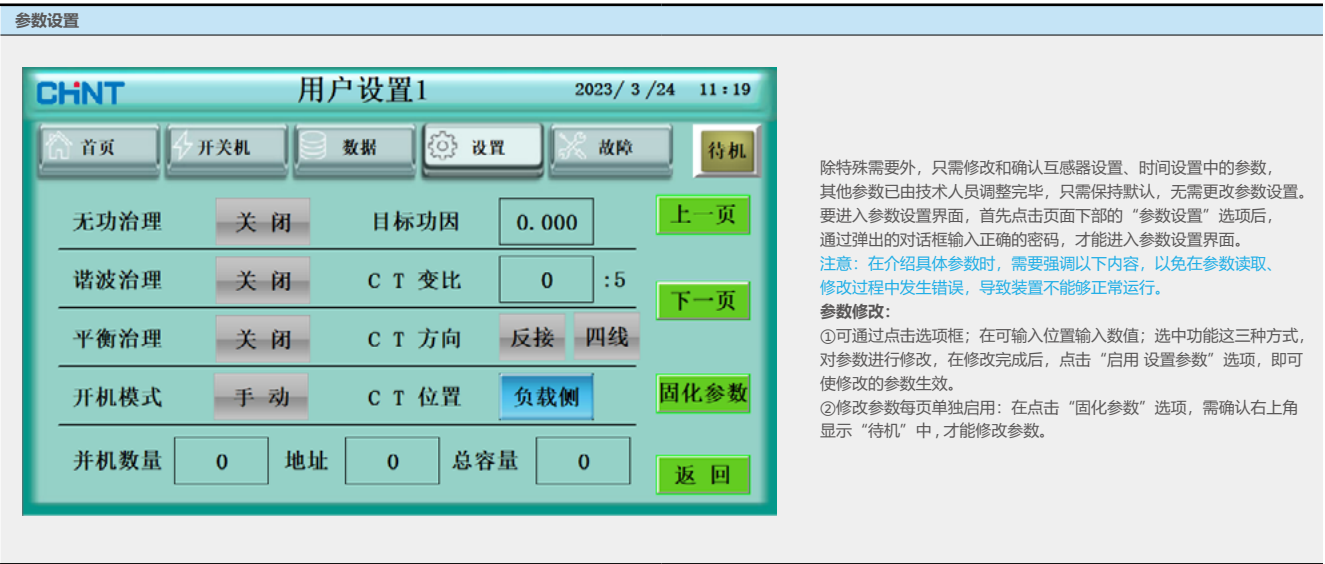 参数设置
CHNT
用户设置1
2023/ 3 /24 11:19
首页
开关机
数据
设置
故障
待机
无功治理 关 闭 目标功因 0.000
上一页
谐波治理 关 闭 C T 变比 0 :5
下一页
平衡治理 关 闭 C T 方向 反接 四线
开机模式 手 动 C T 位置 负载侧
固化参数
并机数量 0 地址 0 总容量 0
返 回
除特殊需要外，只需修改和确认互感器设置、时间设置中的参数，
其他参数已由技术人员调整完毕，只需保持默认，无需更改参数设置。
要进入参数设置界面，首先点击页面下部的“参数设置”选项后，
通过弹出的对话框输入正确的密码，才能进入参数设置界面。
注意：在介绍具体参数时，需要强调以下内容，以免在参数读取、
修改过程中发生错误，导致装置不能够正常运行。
参数修改：
①可通过点击选项框；在可输入位置输入数值；选中功能这三种方式，
对参数进行修改，在修改完成后，点击“启用 设置参数”选项，即可
使修改的参数生效。
②修改参数每页单独启用：在点击“固化参数”选项，需确认右上角
显示“待机”中 , 才能修改参数。